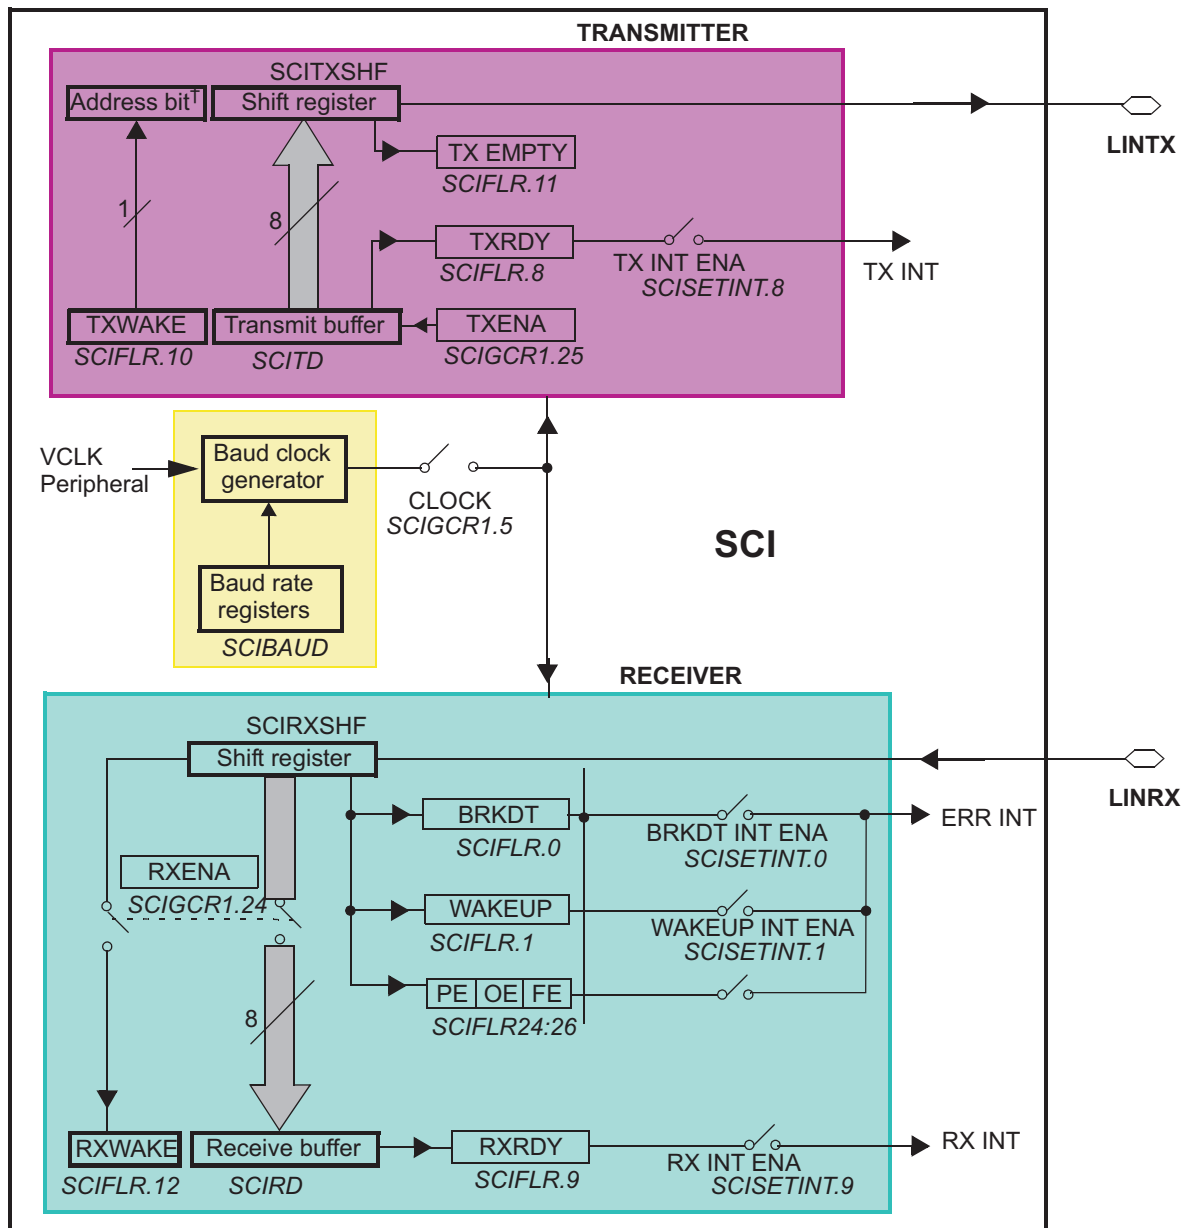 TRANSMITTER
SCITXSHF
Address bit†
Shift register
TX EMPTY
SCIFLR.11
LINTX
1
8
TXRDY
SCIFLR.8
TX INT ENA
SCISETINT.8
TX INT
TXWAKE
SCIFLR.10
Transmit buffer
SCITD
TXENA
SCIGCR1.25
VCLK
Peripheral
Baud clock
generator
CLOCK
SCIGCR1.5
SCI
Baud rate
registers
SCIBAUD
RECEIVER
SCIRXSHF
Shift register
LINRX
BRKDT
SCIFLR.0
BRKDT INT ENA
SCISETINT.0
ERR INT
RXENA
SCIGCR1.24
WAKEUP
SCIFLR.1
WAKEUP INT ENA
SCISETINT.1
PE OE FE
SCIFLR24:26
8
RXWAKE
SCIFLR.12
Receive buffer
SCIRD
RXRDY
SCIFLR.9
RX INT ENA
SCISETINT.9
RX INT